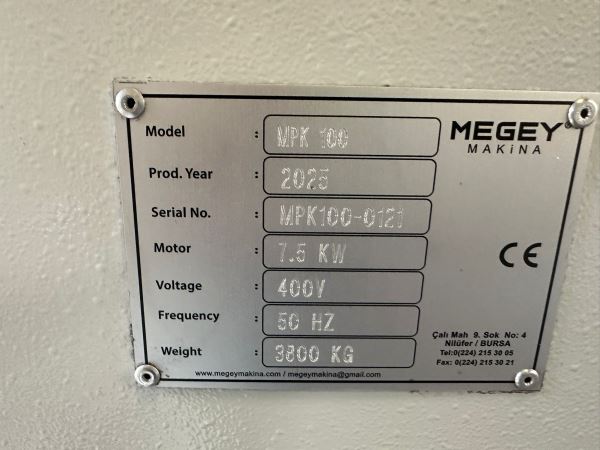 MEGEY®
MAKiNA
Model : MPK 100
Prod. Year : 2025
Serial No. : MPK100-0121
Motor : 7.5 KW
Voltage : 400V
Frequency : 50 HZ
Weight : 3800 KG
CE
Çalı Mah 9. Sok No: 4
Nilüfer / BURSA
Tel:0(224) 215 30 05
Fax: 0(224) 215 30 21
www.megeymakina.com / megeymakina@gmail.com